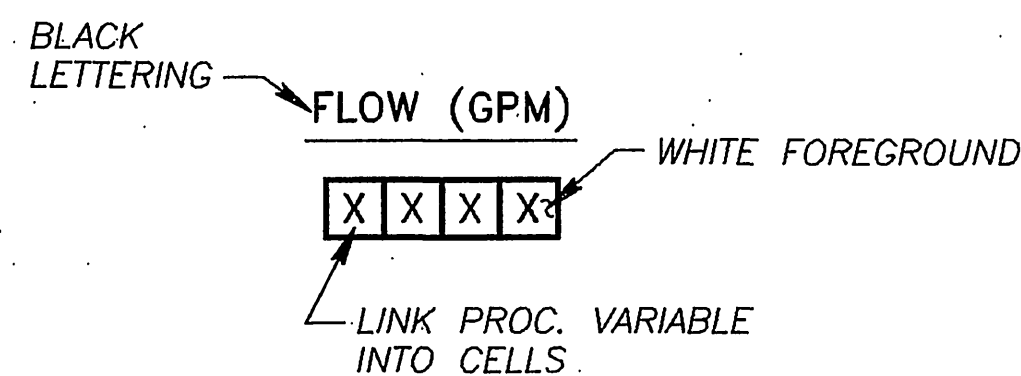 BLACK
LETTERING
FLOW (GPM)
WHITE FOREGROUND
X X X X
LINK PROC. VARIABLE
INTO CELLS